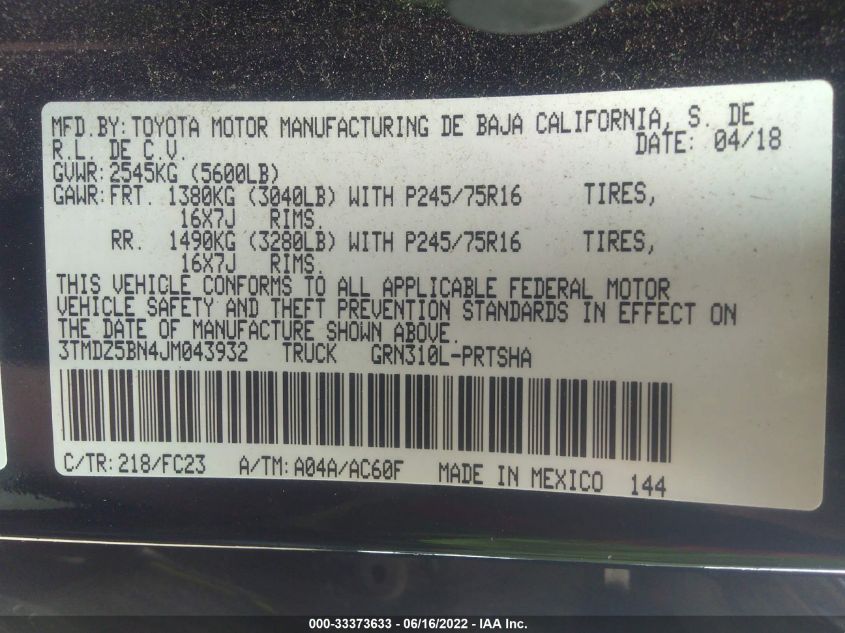 MFD.BY: TOYOTA MOTOR MANUFACTURING DE BAJA CALIFORNIA, S. DE
R.L. DE C.V. DATE: 04/18
GVWR: 2545KG (5600LB)
GAWR: FRT. 1380KG (3040LB) WITH P245/75R16 TIRES,
16X7J RIMS.
RR. 1490KG (3280LB) WITH P245/75R16 TIRES,
16X7J RIMS.
THIS VEHICLE CONFORMS TO ALL APPLICABLE FEDERAL MOTOR
VEHICLE SAFETY AND THEFT PREVENTION STANDARDS IN EFFECT ON
THE DATE OF MANUFACTURE SHOWN ABOVE.
3TMDZ5BN4JM043932 TRUCK GRN310L-PRTSHA
C/TR: 218/FC23 A/TM: A04A/AC60F MADE IN MEXICO 144
000-33373633 - 06/16/2022 - IAA Inc.